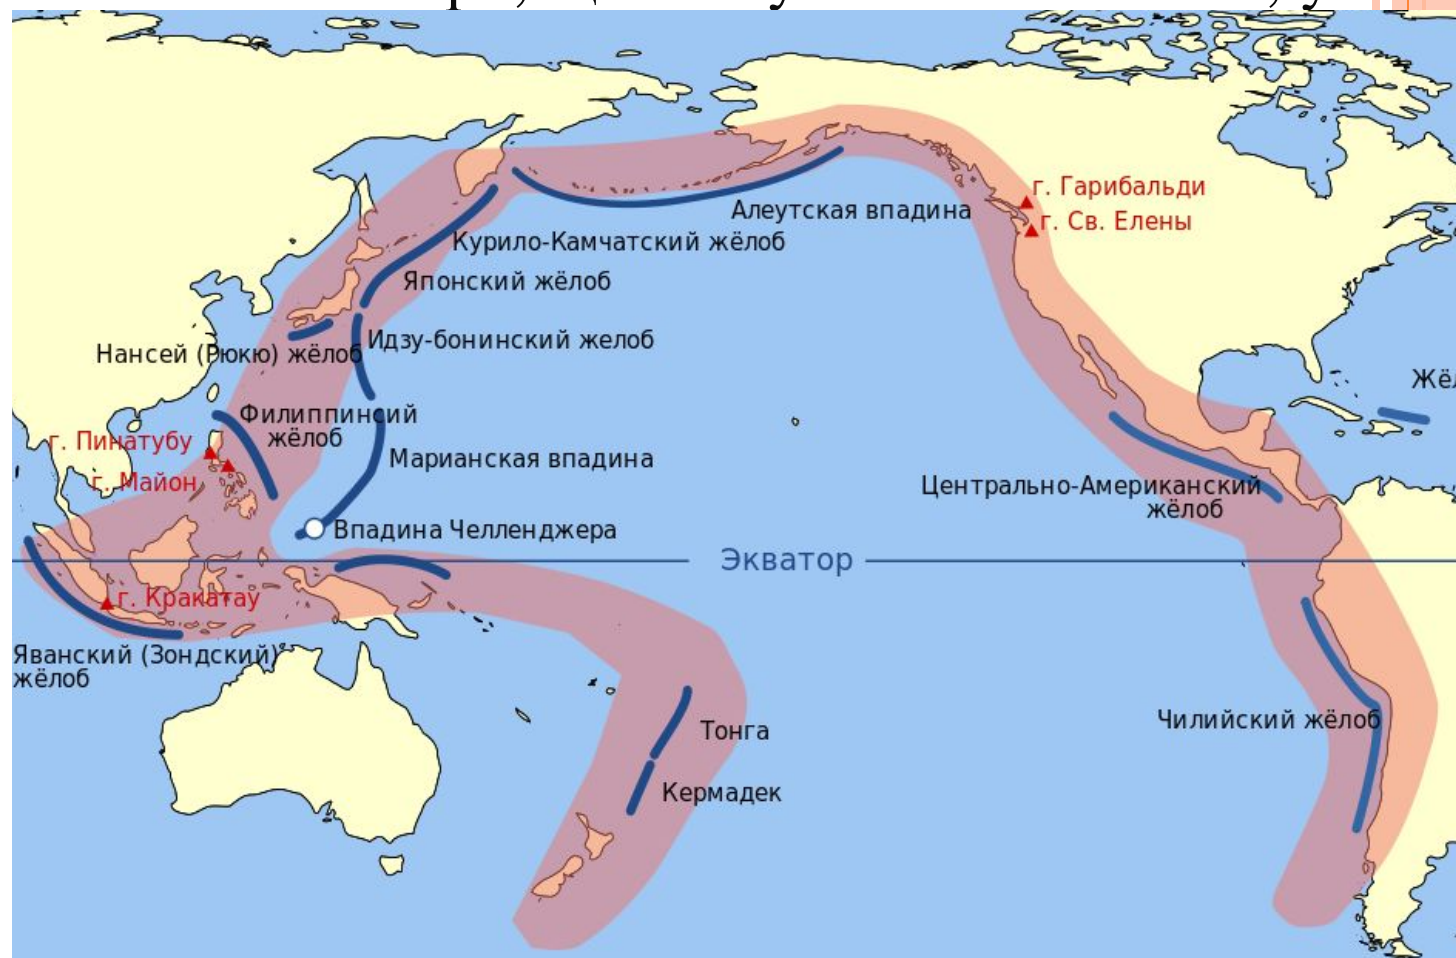 г. Гарибальди
Алеутская впадина
г. Св. Елены
Курило-Камчатский жёлоб
Японский жёлоб
Идзу-бонинский желоб
Нансей (Рюкю) жёлоб
Филиппинсий
жёлоб
г. Пинатубу
г. Майон
Марианская впадина
Центрально-Американский
жёлоб
Впадина Челленджера
Экватор
г. Кракатау
Яванский (Зондский)
жёлоб
Тонга
Чилийский жёлоб
Кермадек